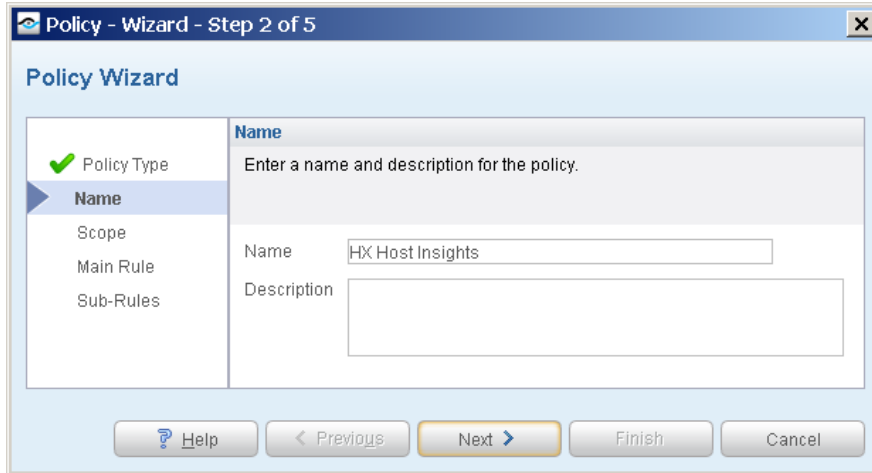 Policy - Wizard - Step 2 of 5
Policy Wizard
Policy Type
Name
Scope
Main Rule
Sub-Rules
Name
Enter a name and description for the policy.
Name HX Host Insights
Description
Help < Previous Next > Finish Cancel